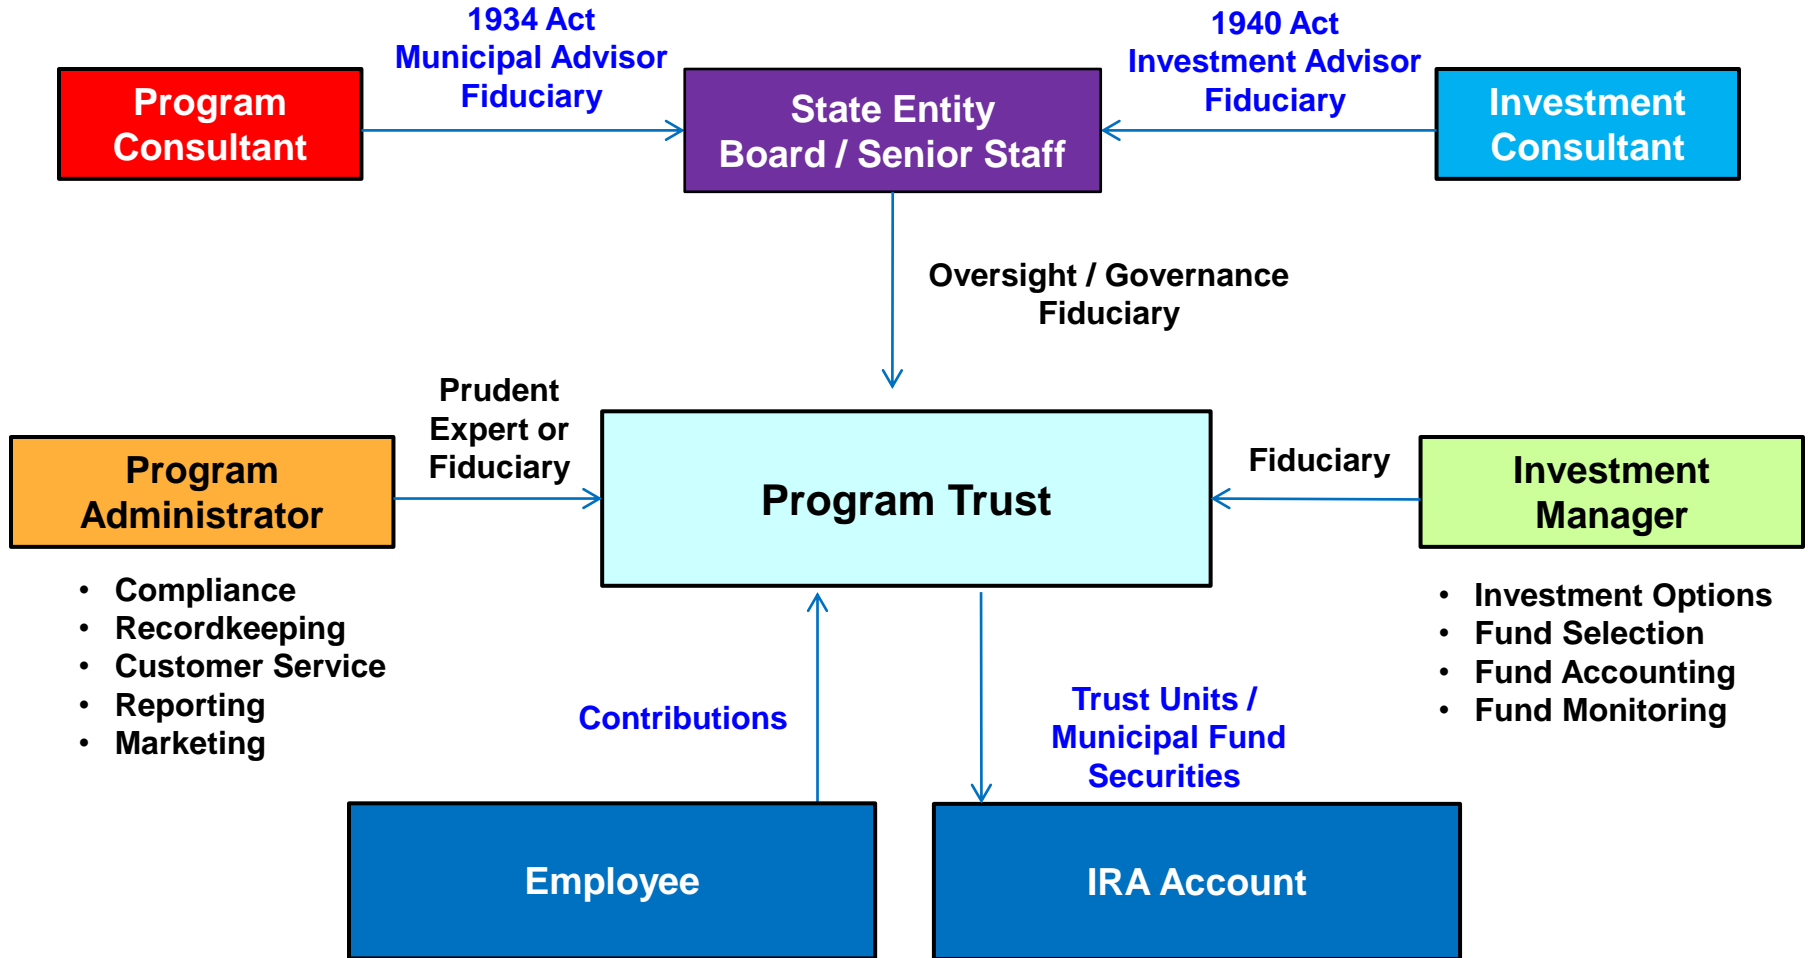 1934 Act
Municipal Advisor
Fiduciary
1940 Act
Investment Advisor
Fiduciary
Program
Consultant
State Entity
Board / Senior Staff
Investment
Consultant
Oversight / Governance
Fiduciary
Prudent
Expert or
Fiduciary
Program
Administrator
Program Trust
Fiduciary
Investment
Manager
• Compliance
• Recordkeeping
• Customer Service
• Reporting
• Marketing
• Investment Options
• Fund Selection
• Fund Accounting
• Fund Monitoring
Contributions
Trust Units /
Municipal Fund
Securities
Employee
IRA Account